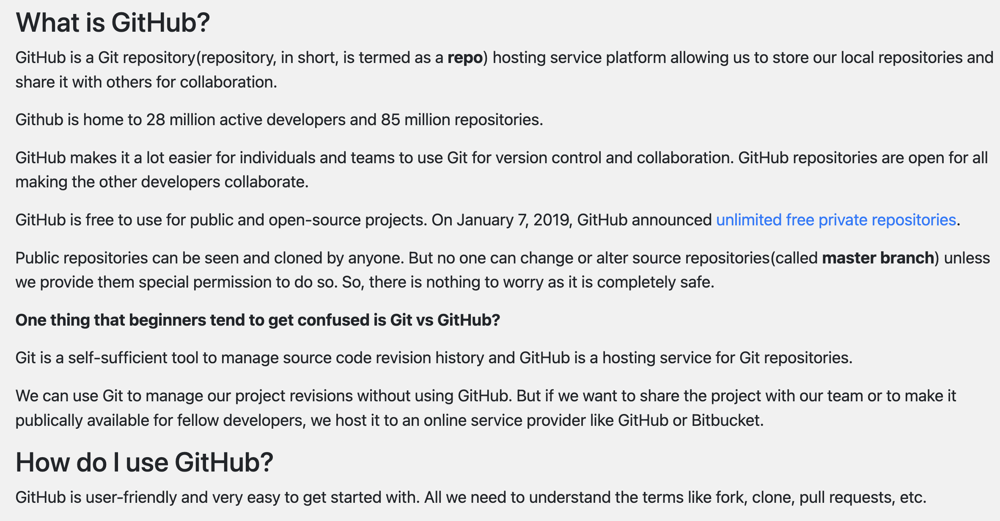 What is GitHub?
GitHub is a Git repository(repository, in short, is termed as a repo) hosting service platform allowing us to store our local repositories and
share it with others for collaboration.
Github is home to 28 million active developers and 85 million repositories.
GitHub makes it a lot easier for individuals and teams to use Git for version control and collaboration. GitHub repositories are open for all
making the other developers collaborate.
GitHub is free to use for public and open-source projects. On January 7, 2019, GitHub announced unlimited free private repositories.
Public repositories can be seen and cloned by anyone. But no one can change or alter source repositories(called master branch) unless
we provide them special permission to do so. So, there is nothing to worry as it is completely safe.
One thing that beginners tend to get confused is Git vs GitHub?
Git is a self-sufficient tool to manage source code revision history and GitHub is a hosting service for Git repositories.
We can use Git to manage our project revisions without using GitHub. But if we want to share the project with our team or to make it
publically available for fellow developers, we host it to an online service provider like GitHub or Bitbucket.
How do I use GitHub?
GitHub is user-friendly and very easy to get started with. All we need to understand the terms like fork, clone, pull requests, etc.